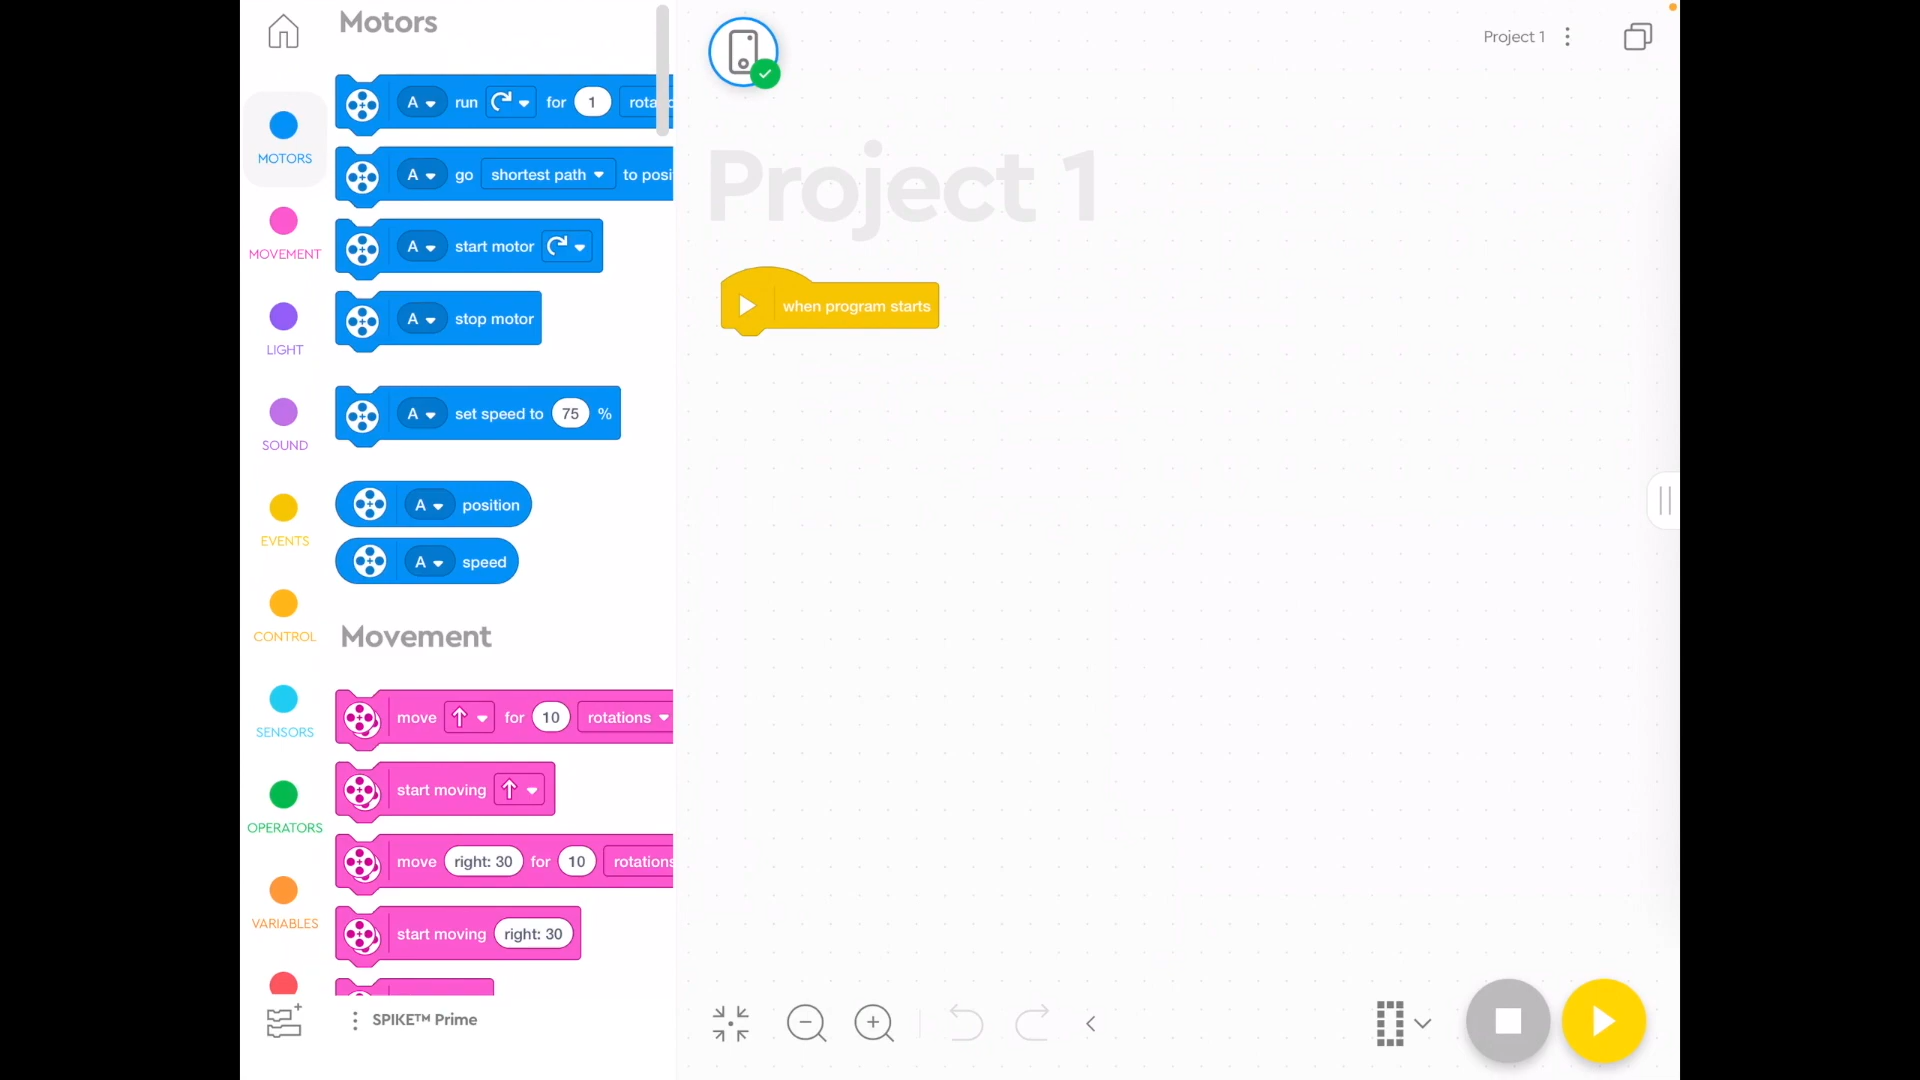 Motors
Project 1
A run for 1 rotatio
MOTORS
A go shortest path to posi
Project 1
A start motor
MOVEMENT
when program starts
A stop motor
LIGHT
A set speed to 75 %
SOUND
A position
EVENTS
A speed
CONTROL
Movement
move for 10 rotations
SENSORS
start moving
OPERATORS
move right: 30 for 10 rotations
VARIABLES
start moving right: 30
SPIKE™ Prime